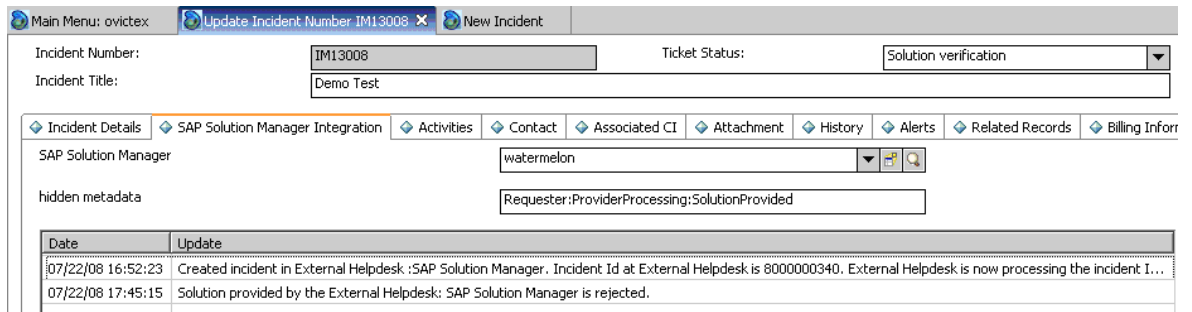 Main Menu: ovictex Update Incident Number IM13008 New Incident
Incident Number: IM13008 Ticket Status: Solution verification
Incident Title: Demo Test
Incident Details SAP Solution Manager Integration Activities Contact Associated CI Attachment History Alerts Related Records Billing Infor
SAP Solution Manager watermelon
hidden metadata Requester:ProviderProcessing:SolutionProvided
Date Update
07/22/08 16:52:23 Created incident in External Helpdesk :SAP Solution Manager. Incident Id at External Helpdesk is 8000000340. External Helpdesk is now processing the incident I...
07/22/08 17:45:15 Solution provided by the External Helpdesk: SAP Solution Manager is rejected.